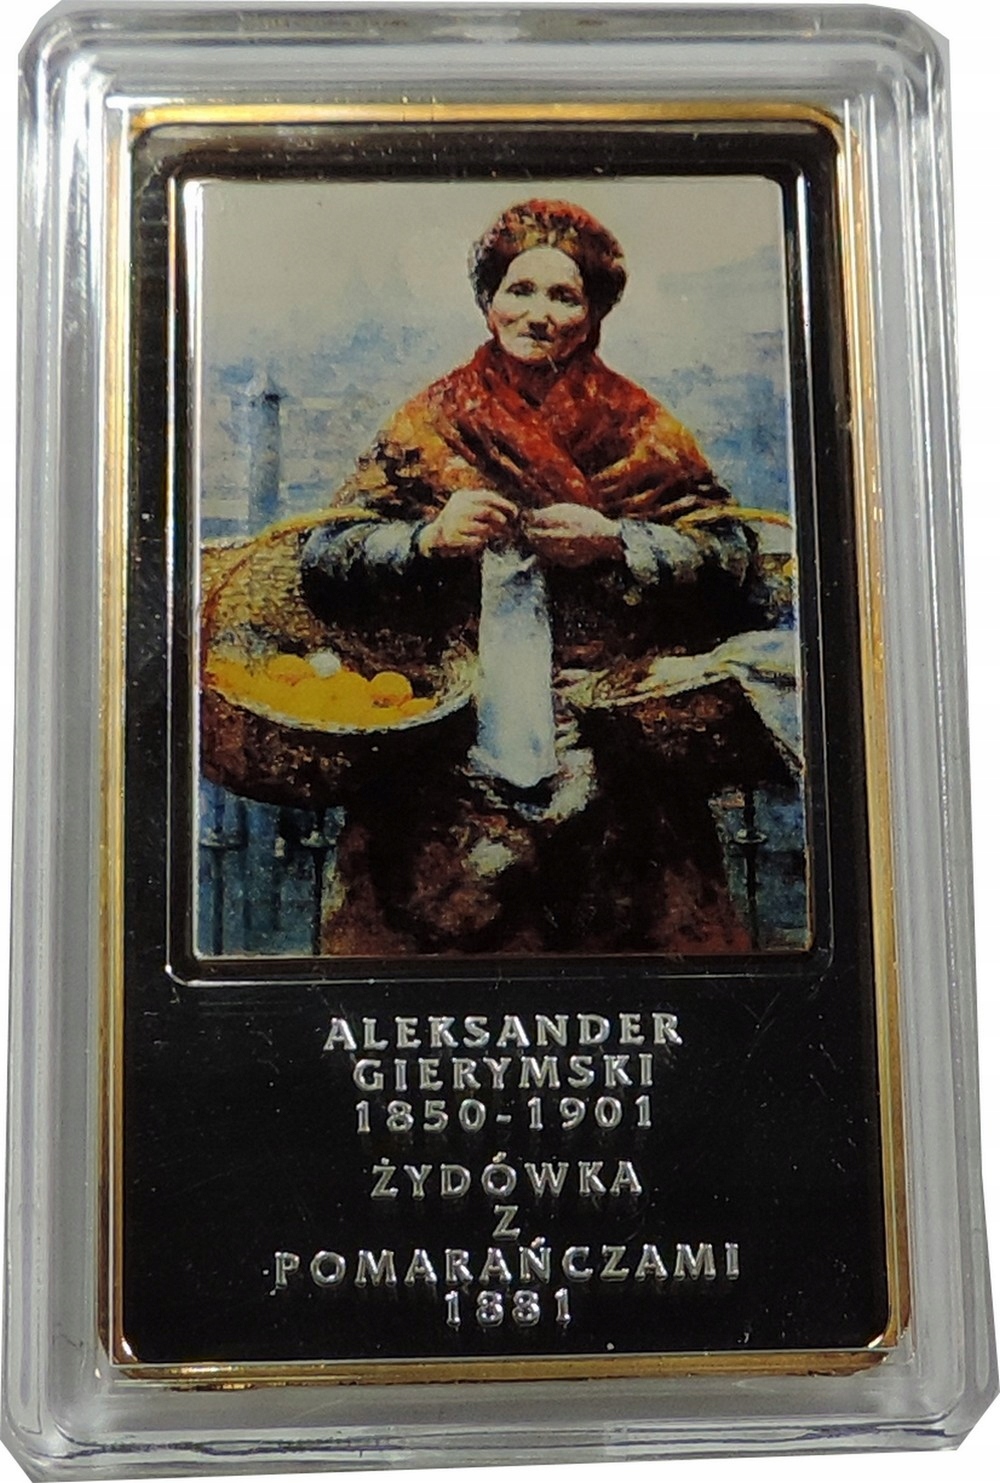 ALEKSANDER
GIERYMSKI
1850-1901
ŻYDÓWKA
Z
POMARAŃCZAMI
1881